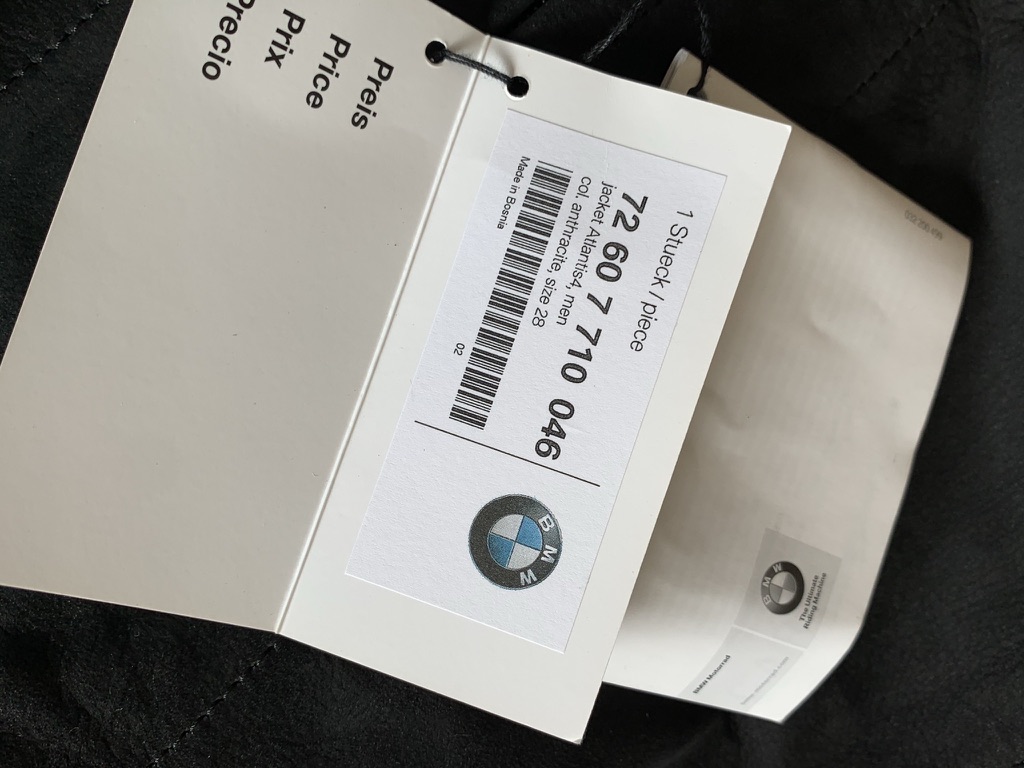 Preis
Price
Prix
Precio
1 Stueck / piece
72 60 7 710 046
jacket Atlantis4, men
col. anthracite, size 28
Made in Bosnia
02
BMW
BMW
The Ultimate
Riding Machine
BMW Motorrad